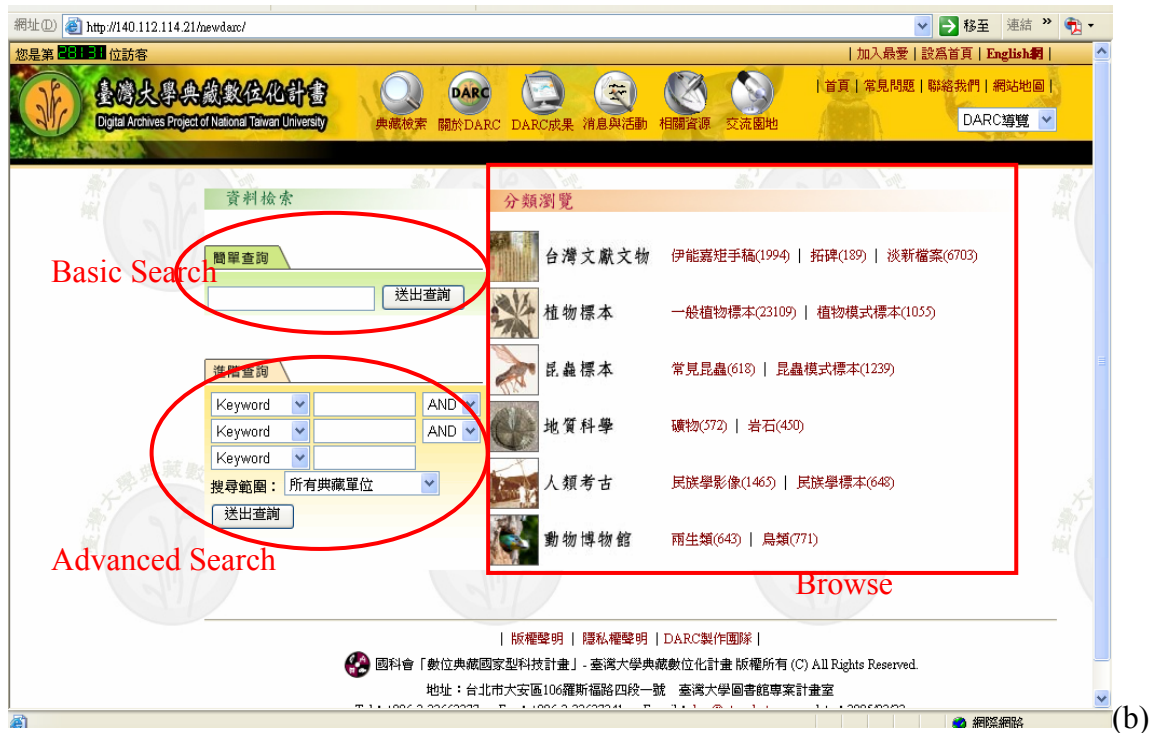 網址(D) http://140.112.114.21/newdarc/ 移至 連結 »
您是第 28131 位訪客 | 加入最愛 | 設為首頁 | English網 |
臺灣大學典藏數位化計畫
Digital Archives Project of National Taiwan University
DARC
典藏檢索 關於DARC DARC成果 消息與活動 相關資源 交流園地
| 首頁 | 常見問題 | 聯絡我們 | 網站地圖 |
DARC導覽
資料檢索
簡單查詢
Basic Search
送出查詢
進階查詢
Keyword AND
Keyword AND
Keyword
搜尋範圍： 所有典藏單位
送出查詢
Advanced Search
分類瀏覽
台灣文獻文物 伊能嘉矩手稿(1994) | 拓碑(189) | 淡新檔案(6703)
植物標本 一般植物標本(23109) | 植物模式標本(1055)
昆蟲標本 常見昆蟲(618) | 昆蟲模式標本(1239)
地質科學 礦物(572) | 岩石(450)
人類考古 民族學影像(1465) | 民族學標本(648)
動物博物館 兩生類(643) | 鳥類(771)
Browse
| 版權聲明 | 隱私權聲明 | DARC製作團隊 |
國科會「數位典藏國家型科技計畫」- 臺灣大學典藏數位化計畫 版權所有 (C) All Rights Reserved.
地址：台北市大安區106羅斯福路四段一號 臺灣大學圖書館專案計畫室
網際網路
(b)